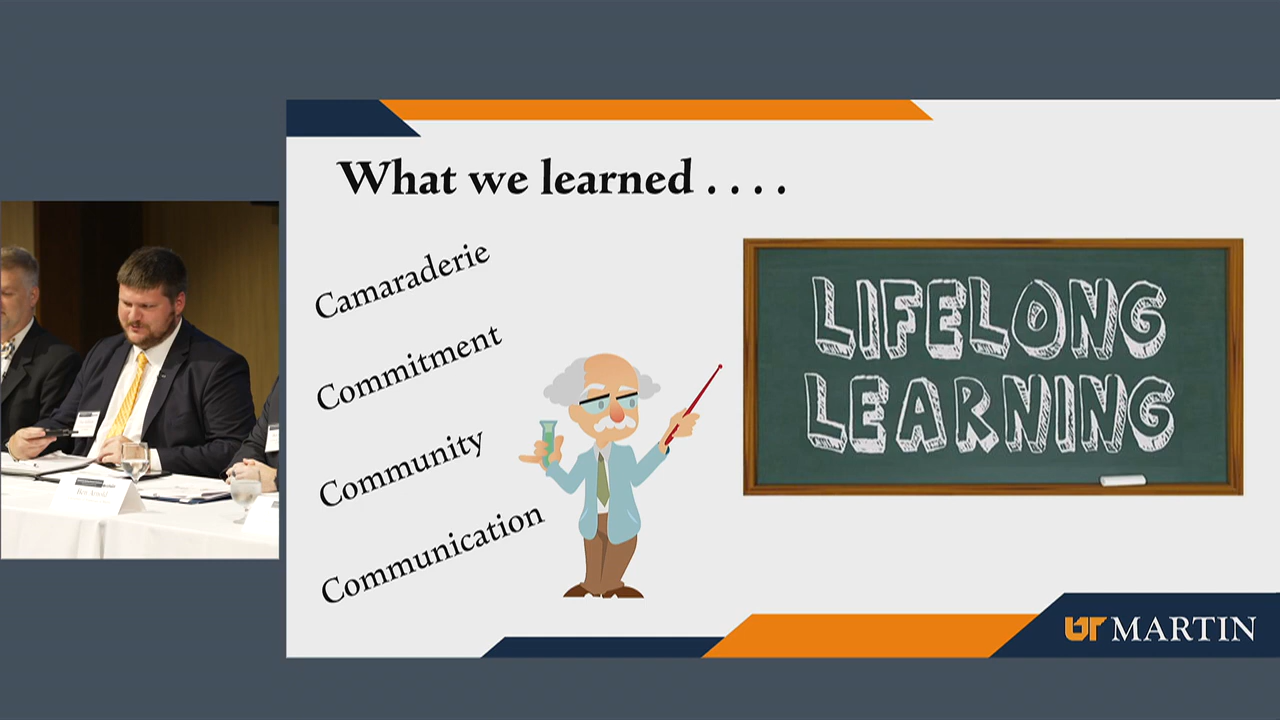 What we learned . . . .
Camaraderie
Commitment
Community
Communication
LIFELONG
LEARNING
UT MARTIN